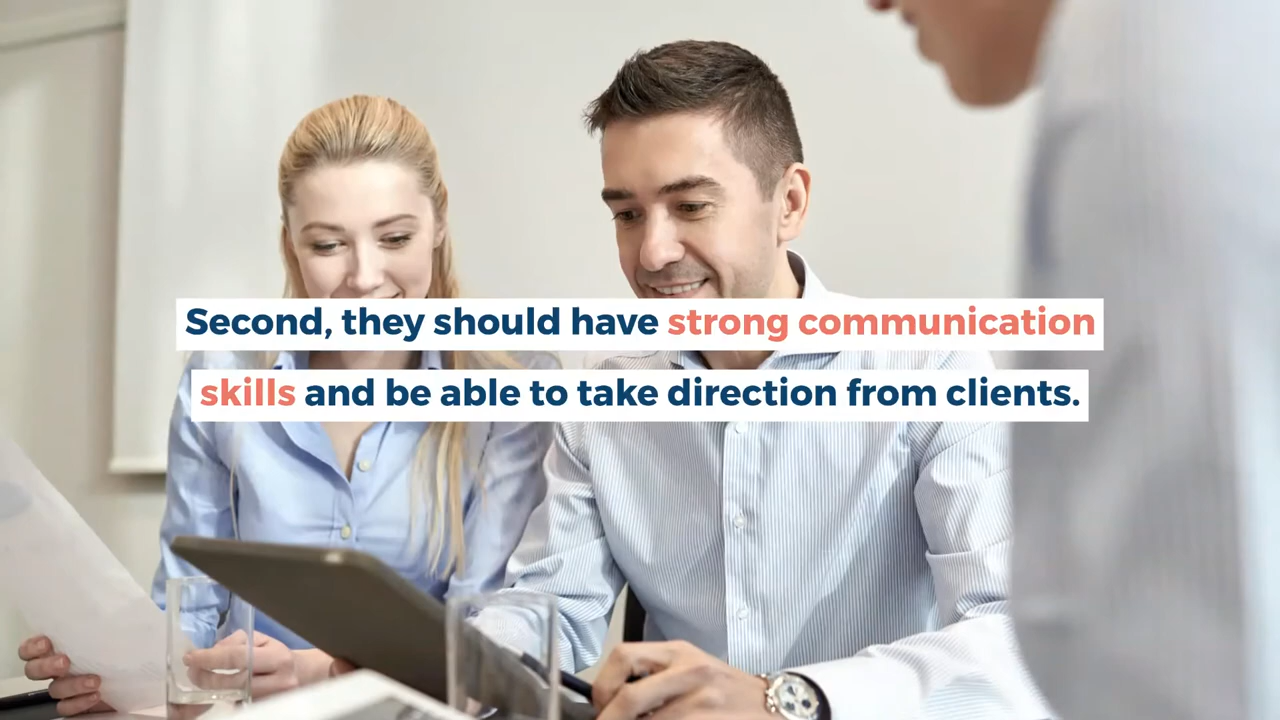 Second, they should have strong communication
skills and be able to take direction from clients.